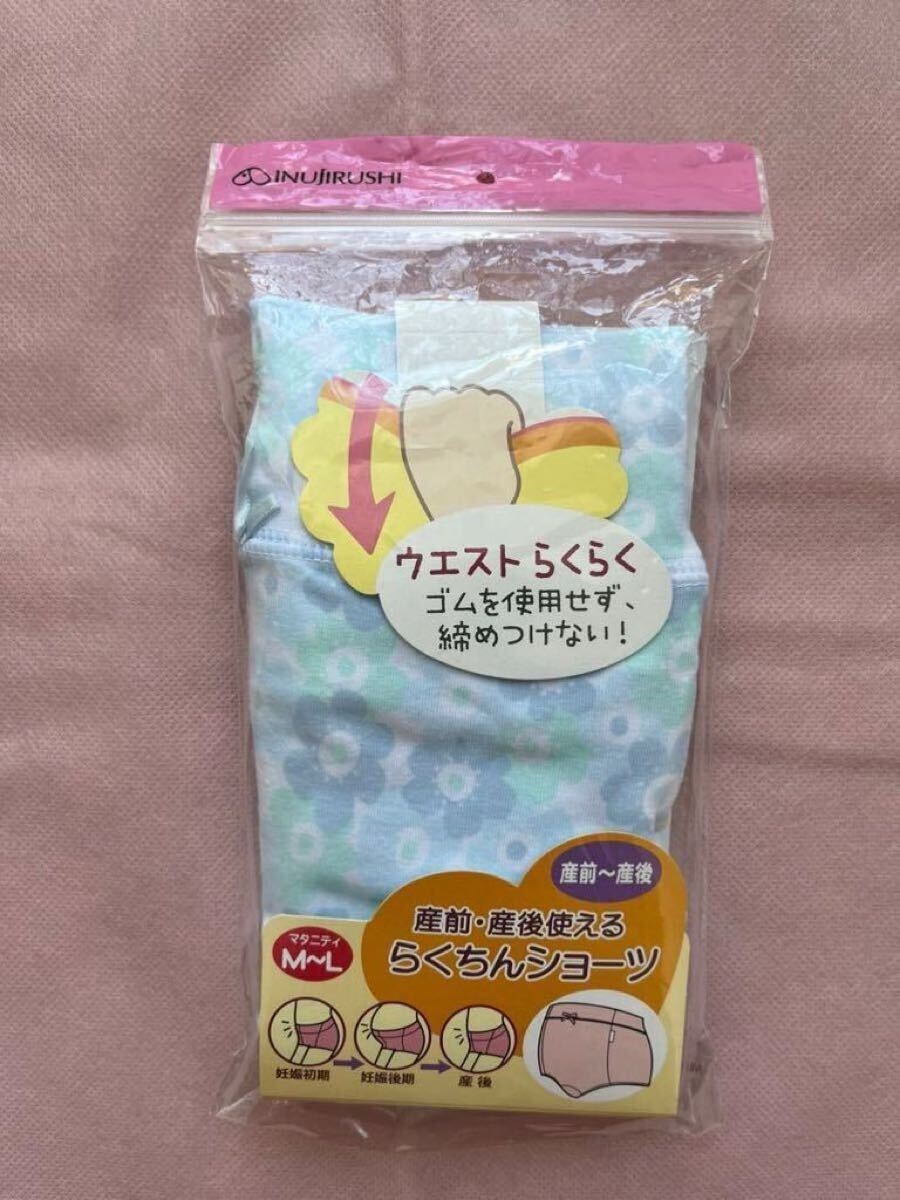 INUJIRUSHI
ウエストらくらく
ゴムを使用せず、
締めつけない!
産前〜産後
産前・産後使える
らくちんショーツ
マタニティ
M〜L
妊娠初期
妊娠後期
産後